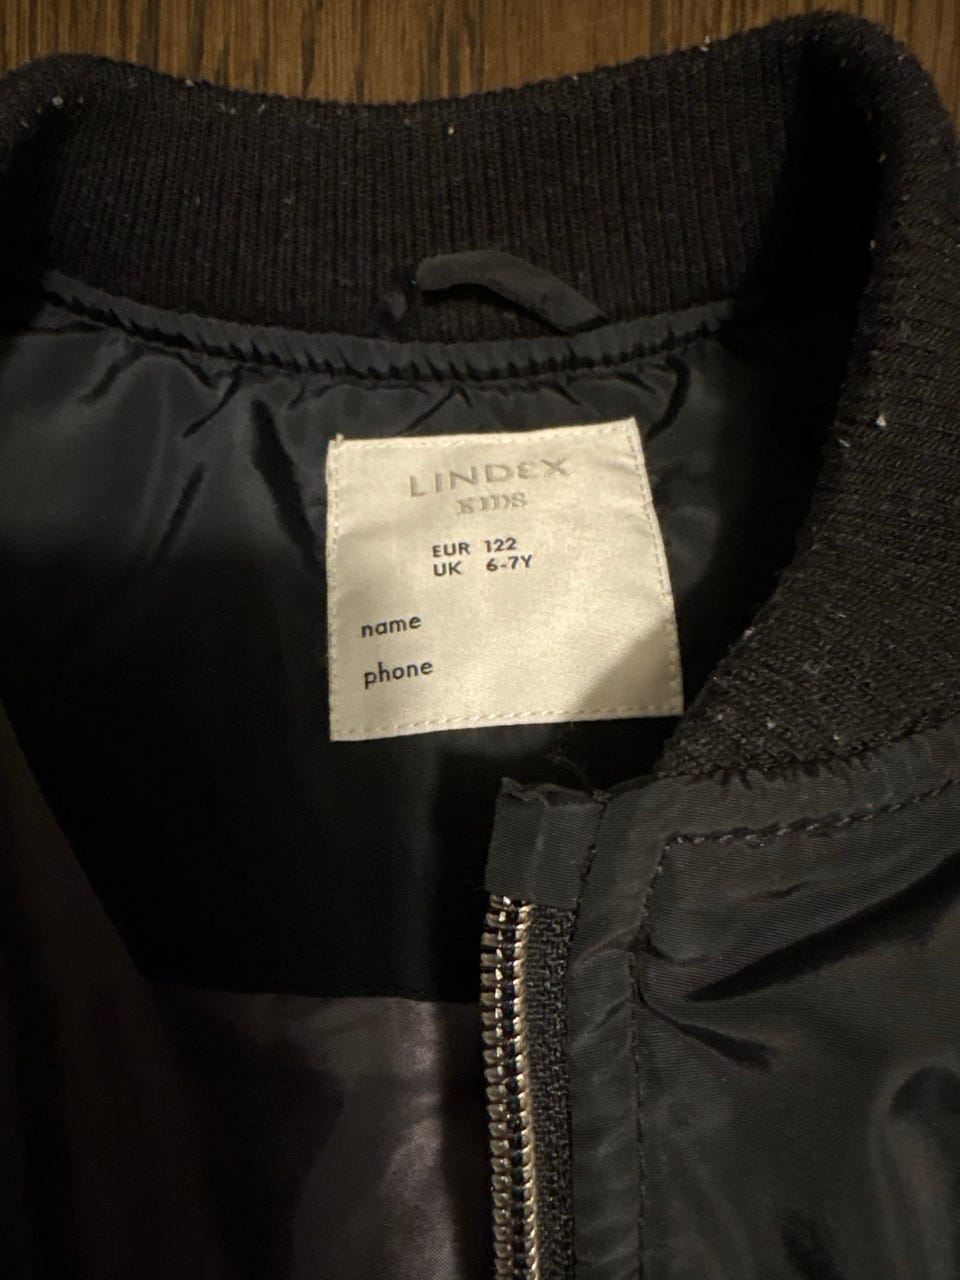 LINDEX
KIDS
EUR 122
UK 6-7Y
name
phone